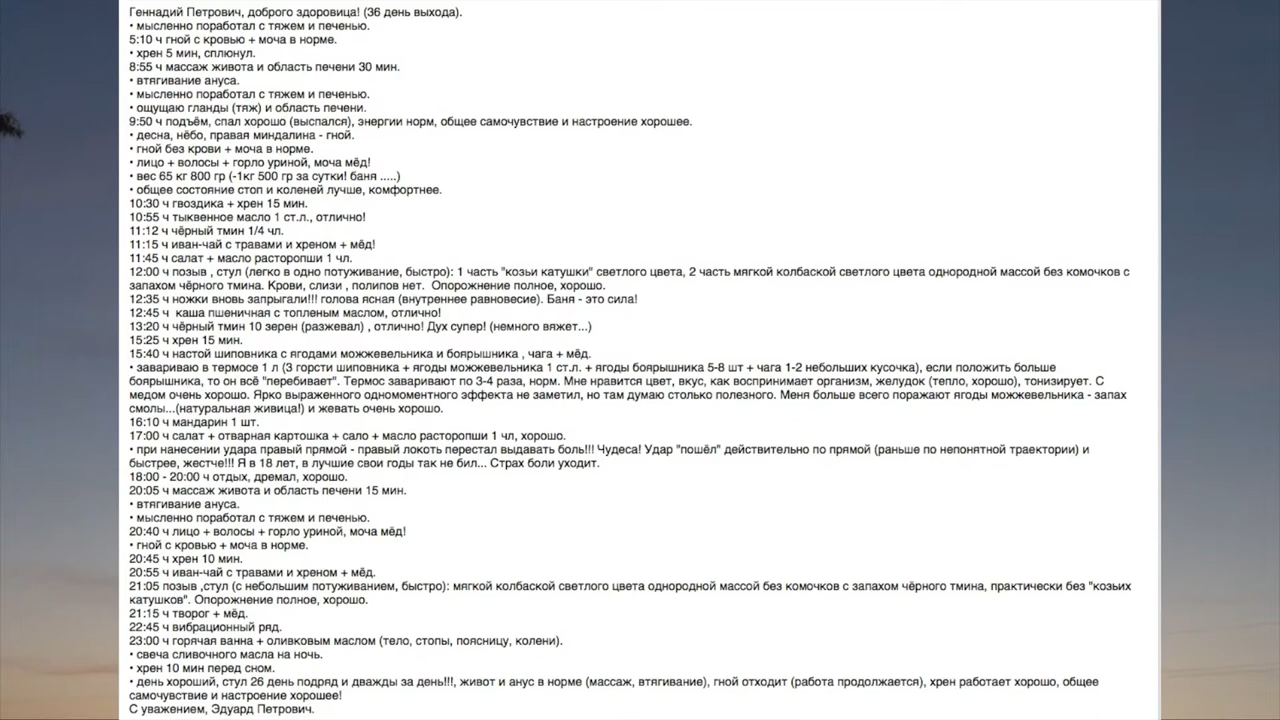 Геннадий Петрович, доброго здоровица! (36 день выхода).
• мысленно поработал с тяжем и печенью.
5:10 ч гной с кровью + моча в норме.
• хрен 5 мин, сплюнул.
8:55 ч массаж живота и область печени 30 мин.
• втягивание ануса.
• мысленно поработал с тяжем и печенью.
• ощущаю гланды (тяж) и область печени.
9:50 ч подъём, спал хорошо (выспался), энергии норм, общее самочувствие и настроение хорошее.
• десна, нёбо, правая миндалина - гной.
• гной без крови + моча в норме.
• лицо + волосы + горло уриной, моча мёд!
• вес 65 кг 800 гр (-1кг 500 гр за сутки! баня .....)
• общее состояние стоп и коленей лучше, комфортнее.
10:30 ч гвоздика + хрен 15 мин.
10:55 ч тыквенное масло 1 ст.л., отлично!
11:12 ч чёрный тмин 1/4 чл.
11:15 ч иван-чай с травами и хреном + мёд!
11:45 ч салат + масло расторопши 1 чл.
12:00 ч позыв , стул (легко в одно потуживание, быстро): 1 часть "козьи катушки" светлого цвета, 2 часть мягкой колбаской светлого цвета однородной массой без комочков с
запахом чёрного тмина. Крови, слизи , полипов нет.  Опорожнение полное, хорошо.
12:35 ч ножки вновь запрыгали!!! голова ясная (внутреннее равновесие). Баня - это сила!
12:45 ч  каша пшеничная с топленым маслом, отлично!
13:20 ч чёрный тмин 10 зерен (разжевал) , отлично! Дух супер! (немного вяжет...)
15:25 ч хрен 15 мин.
15:40 ч настой шиповника с ягодами можжевельника и боярышника , чага + мёд.
• завариваю в термосе 1 л (3 горсти шиповника + ягоды можжевельника 1 ст.л. + ягоды боярышника 5-8 шт + чага 1-2 небольших кусочка), если положить больше
боярышника, то он всё "перебивает". Термос заваривают по 3-4 раза, норм. Мне нравится цвет, вкус, как воспринимает организм, желудок (тепло, хорошо), тонизирует. С
медом очень хорошо. Ярко выраженного одномоментного эффекта не заметил, но там думаю столько полезного. Меня больше всего поражают ягоды можжевельника - запах
смолы...(натуральная живица!) и жевать очень хорошо.
16:10 ч мандарин 1 шт.
17:00 ч салат + отварная картошка + сало + масло расторопши 1 чл, хорошо.
• при нанесении удара правый прямой - правый локоть перестал выдавать боль!!! Чудеса! Удар "пошёл" действительно по прямой (раньше по непонятной траектории) и
быстрее, жестче!!! Я в 18 лет, в лучшие свои годы так не бил... Страх боли уходит.
18:00 - 20:00 ч отдых, дремал, хорошо.
20:05 ч массаж живота и область печени 15 мин.
• втягивание ануса.
• мысленно поработал с тяжем и печенью.
20:40 ч лицо + волосы + горло уриной, моча мёд!
• гной с кровью + моча в норме.
20:45 ч хрен 10 мин.
20:55 ч иван-чай с травами и хреном + мёд.
21:05 позыв ,стул (с небольшим потуживанием, быстро): мягкой колбаской светлого цвета однородной массой без комочков с запахом чёрного тмина, практически без "козьих
катушков". Опорожнение полное, хорошо.
21:15 ч творог + мёд.
22:45 ч вибрационный ряд.
23:00 ч горячая ванна + оливковым маслом (тело, стопы, поясницу, колени).
• свеча сливочного масла на ночь.
• хрен 10 мин перед сном.
• день хороший, стул 26 день подряд и дважды за день!!!, живот и анус в норме (массаж, втягивание), гной отходит (работа продолжается), хрен работает хорошо, общее
самочувствие и настроение хорошее!
С уважением, Эдуард Петрович.